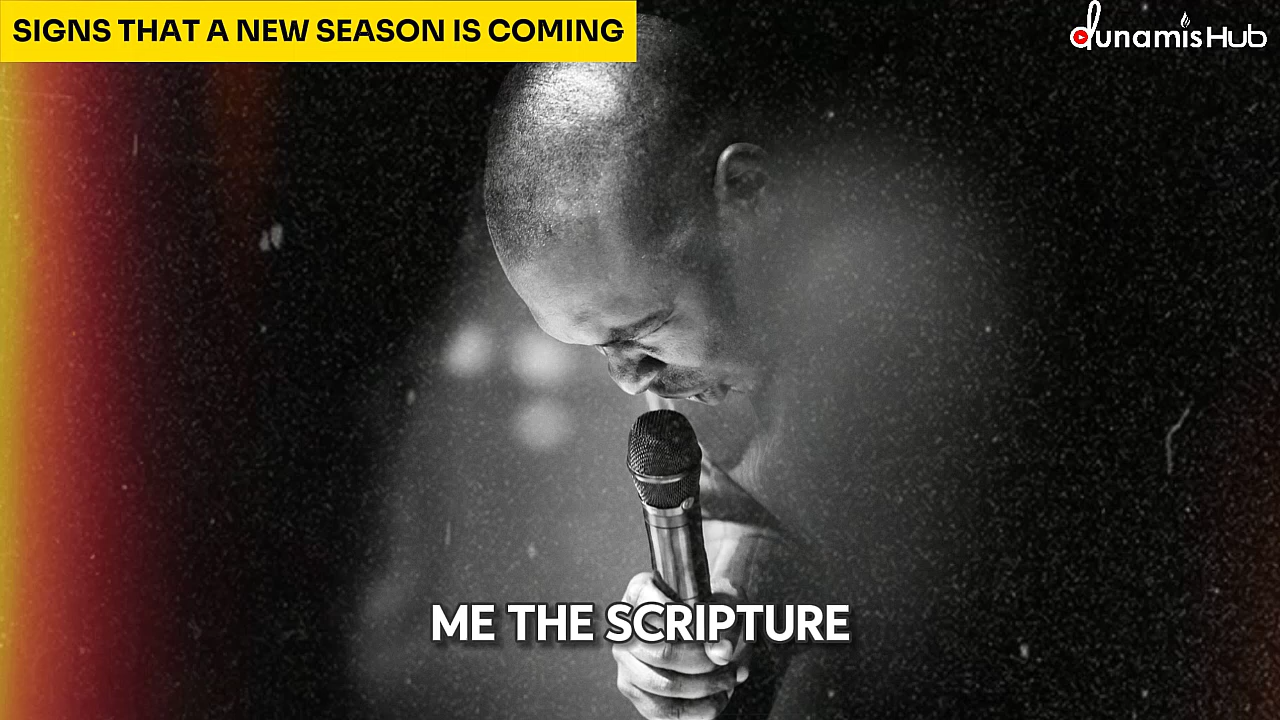 SIGNS THAT A NEW SEASON IS COMING
dunamis Hub
ME THE SCRIPTURE